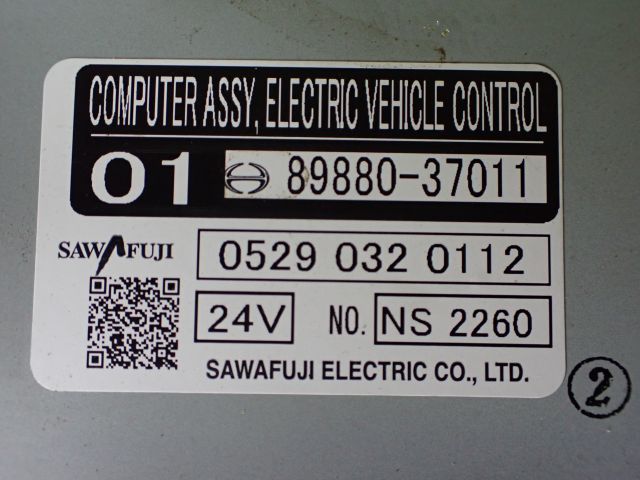 COMPUTER ASSY, ELECTRIC VEHICLE CONTROL
01 89880-37011
SAWAFUJI 0529 032 0112
24V NO. NS 2260
SAWAFUJI ELECTRIC CO., LTD.
2